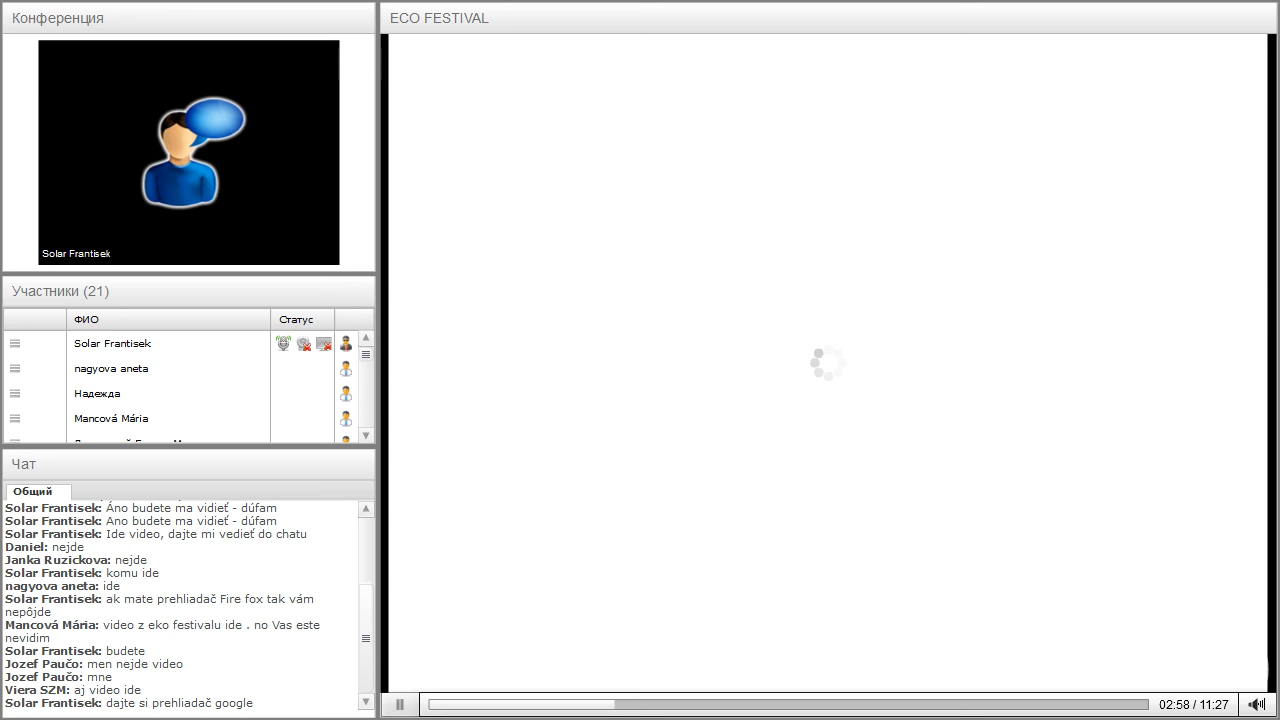 Конференция
Solar Frantisek
Участники (21)
ФИО
Статус
Solar Frantisek
nagyova aneta
Надежда
Mancová Mária
Чат
Общий
Solar Frantisek: Áno budete ma vidieť - dúfam
Solar Frantisek: Ano budete ma vidieť - dúfam
Solar Frantisek: Ide video, dajte mi vedieť do chatu
Daniel: nejde
Janka Ruzickova: nejde
Solar Frantisek: komu ide
nagyova aneta: ide
Solar Frantisek: ak mate prehliadač Fire fox tak vám
nepôjde
Mancová Mária: video z eko festivalu ide . no Vas este
nevidim
Solar Frantisek: budete
Jozef Paučo: men nejde video
Jozef Paučo: mne
Viera SZM: aj video ide
Solar Frantisek: dajte si prehliadač google
ECO FESTIVAL
02:58 / 11:27